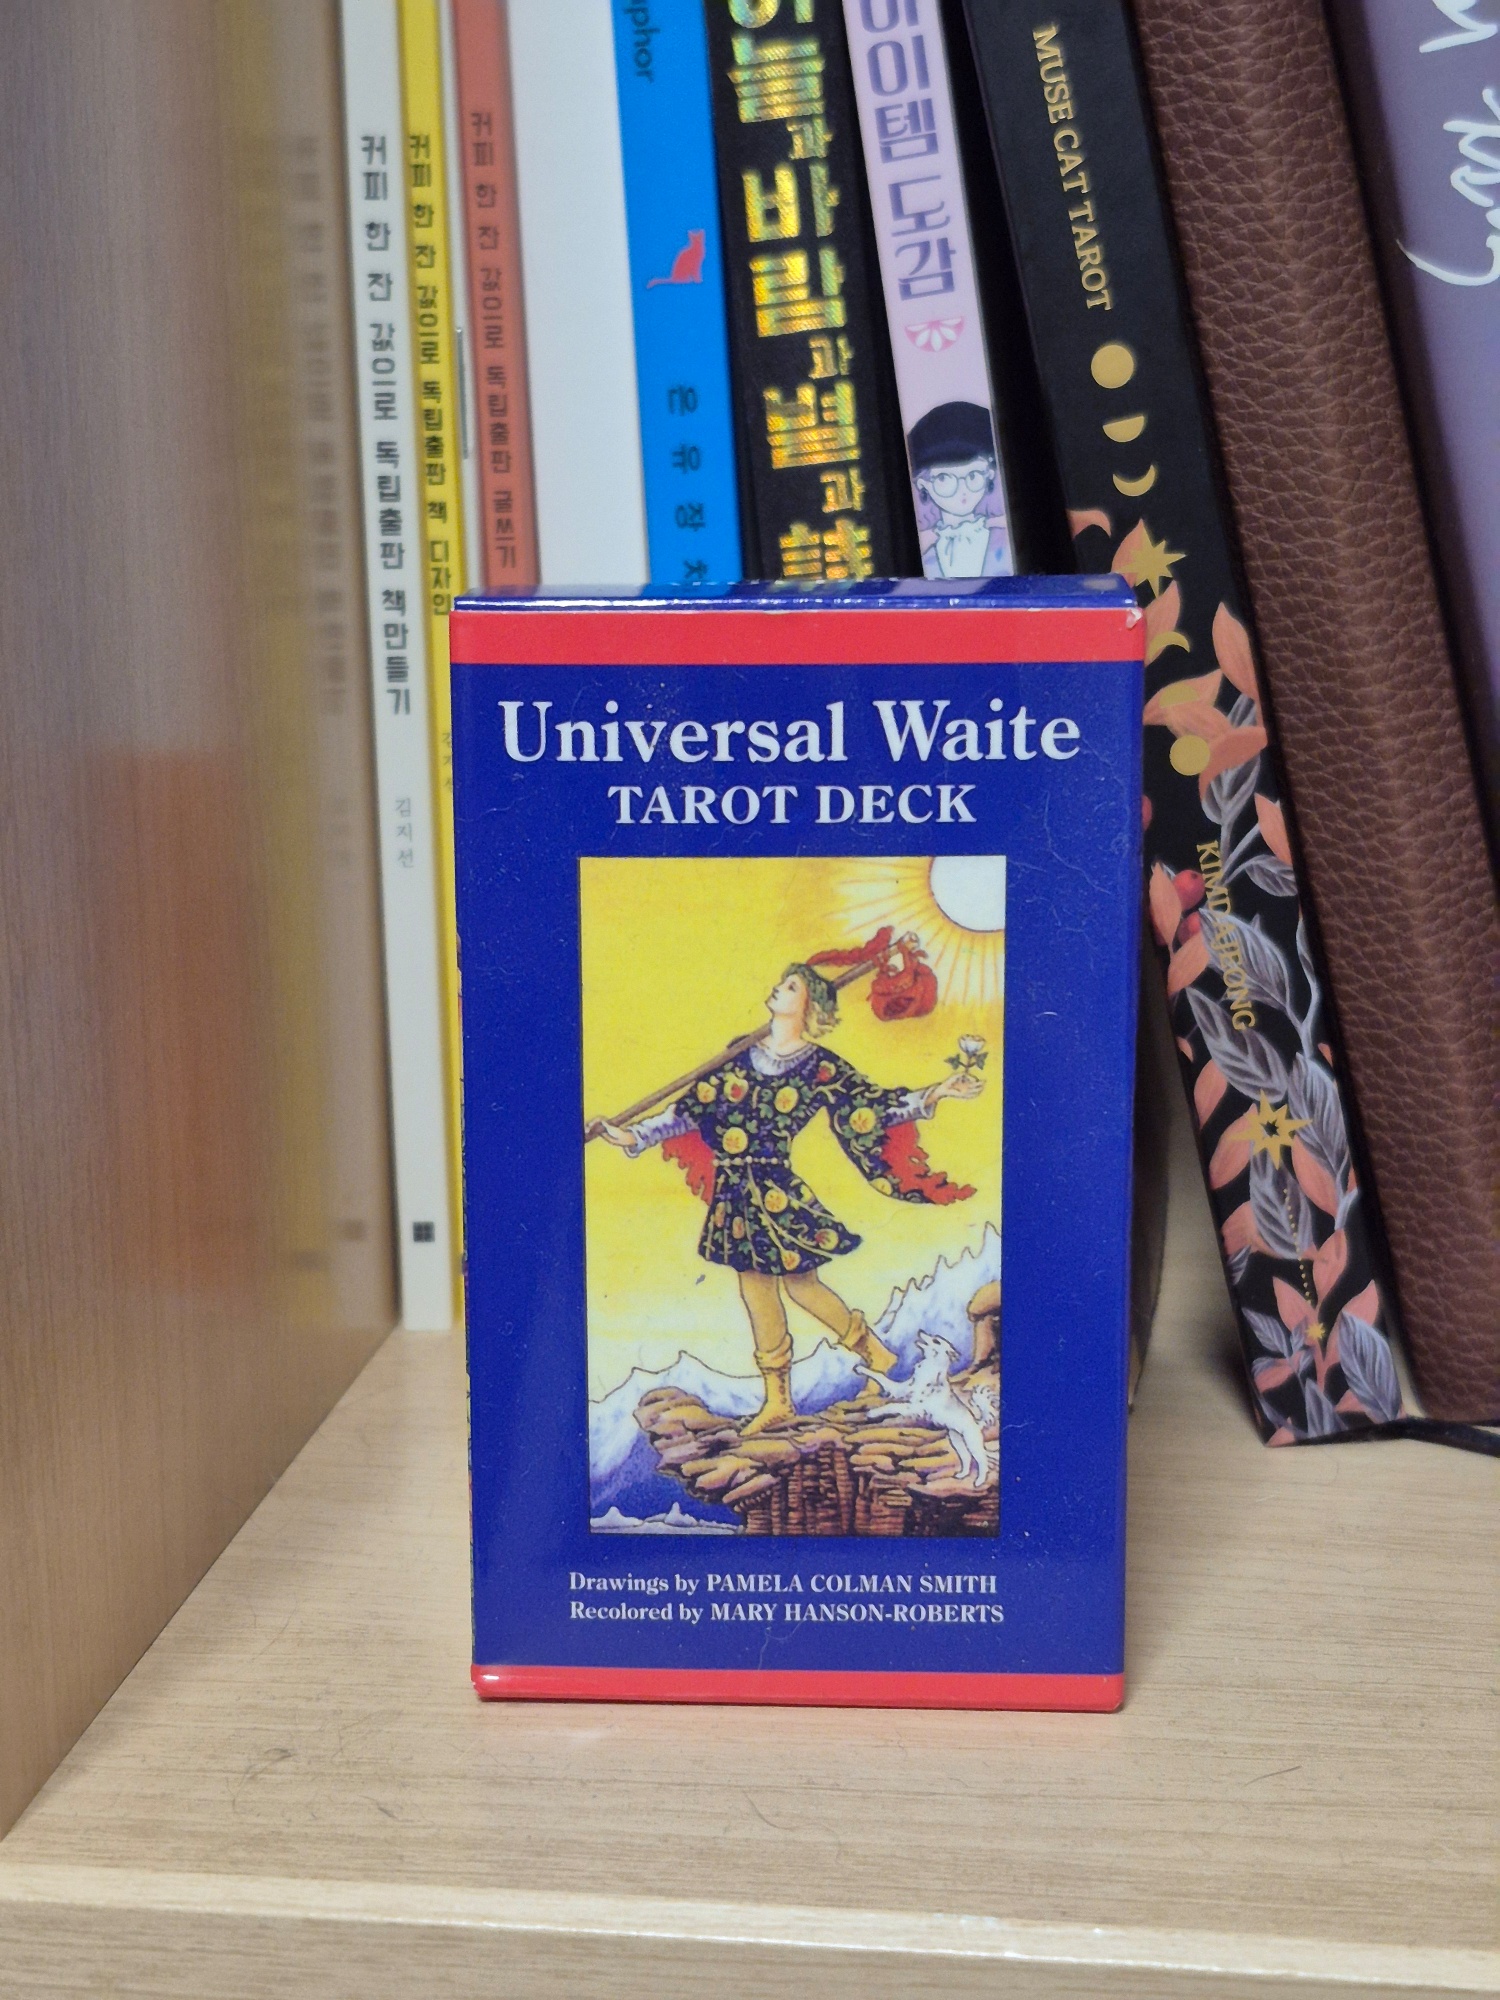 커피 한 잔 값으로 독립출판 책만들기
김지선
커피 한 잔 값으로 독립출판 책 디자인
커피 한 잔 값으로 독립출판 글쓰기
은유
하늘과 바람과 별과 詩
아이템 도감
MUSE CAT TAROT
Universal Waite
TAROT DECK
Drawings by PAMELA COLMAN SMITH
Recolored by MARY HANSON-ROBERTS